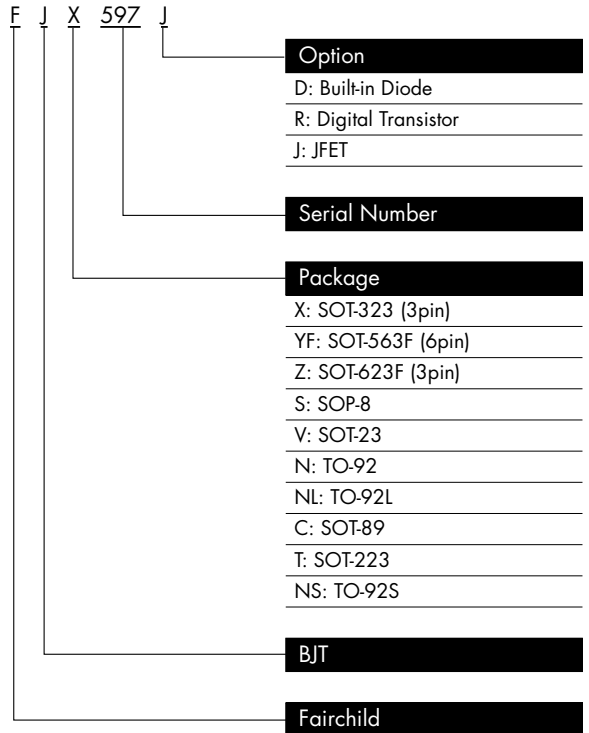 F J X 597 J
Option
D: Built-in Diode
R: Digital Transistor
J: JFET
Serial Number
Package
X: SOT-323 (3pin)
YF: SOT-563F (6pin)
Z: SOT-623F (3pin)
S: SOP-8
V: SOT-23
N: TO-92
NL: TO-92L
C: SOT-89
T: SOT-223
NS: TO-92S
BJT
Fairchild